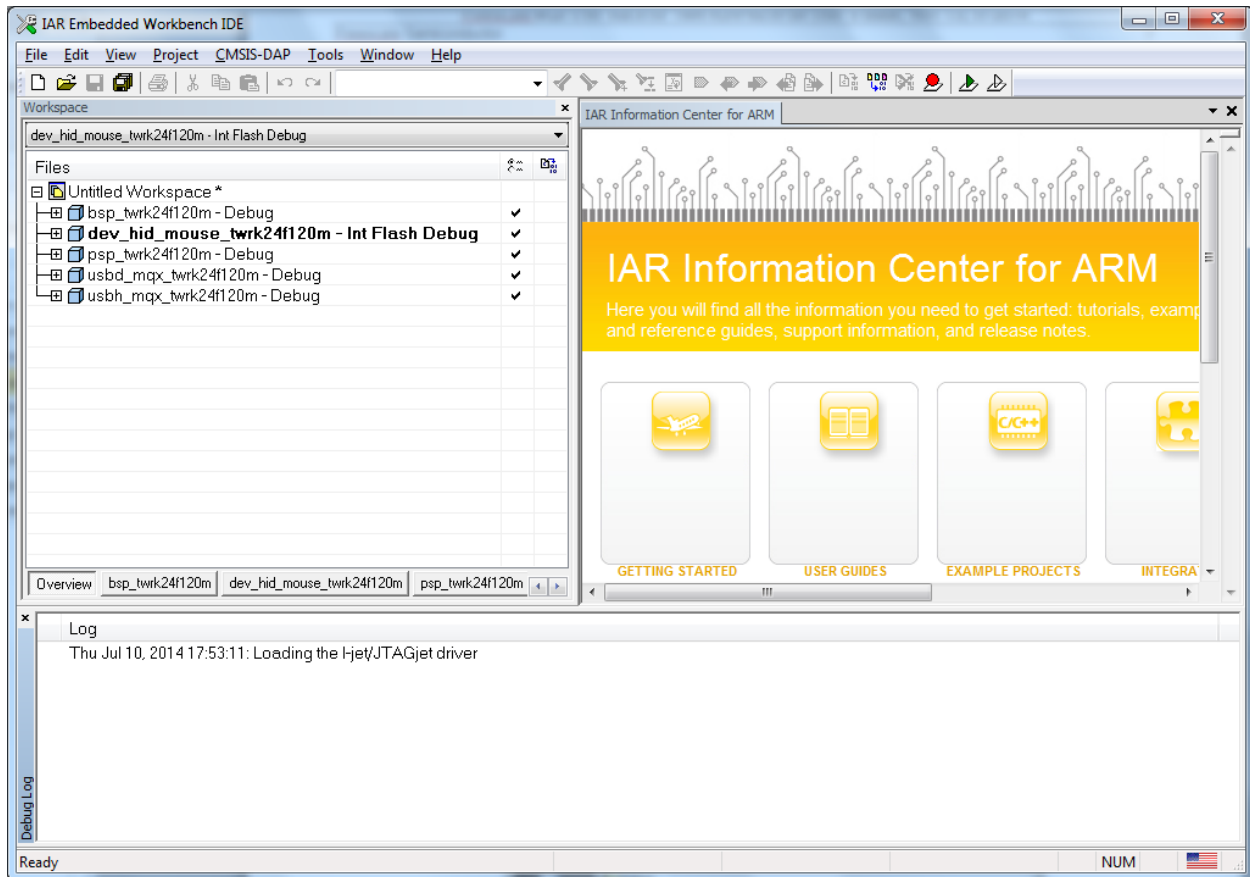 IAR Embedded Workbench IDE
File Edit View Project CMSIS-DAP Tools Window Help
Workspace
dev_hid_mouse_twrk24f120m - Int Flash Debug
Files
Untitled Workspace *
bsp_twrk24f120m - Debug
dev_hid_mouse_twrk24f120m - Int Flash Debug
psp_twrk24f120m - Debug
usbd_mqx_twrk24f120m - Debug
usbh_mqx_twrk24f120m - Debug
Overview bsp_twrk24f120m dev_hid_mouse_twrk24f120m psp_twrk24f120m
IAR Information Center for ARM
IAR Information Center for ARM
Here you will find all the information you need to get started: tutorials, examp
and reference guides, support information, and release notes.
C/C++
GETTING STARTED USER GUIDES EXAMPLE PROJECTS INTEGRA
Log
Thu Jul 10, 2014 17:53:11: Loading the I-jet/JTAGjet driver
Debug Log
Ready NUM